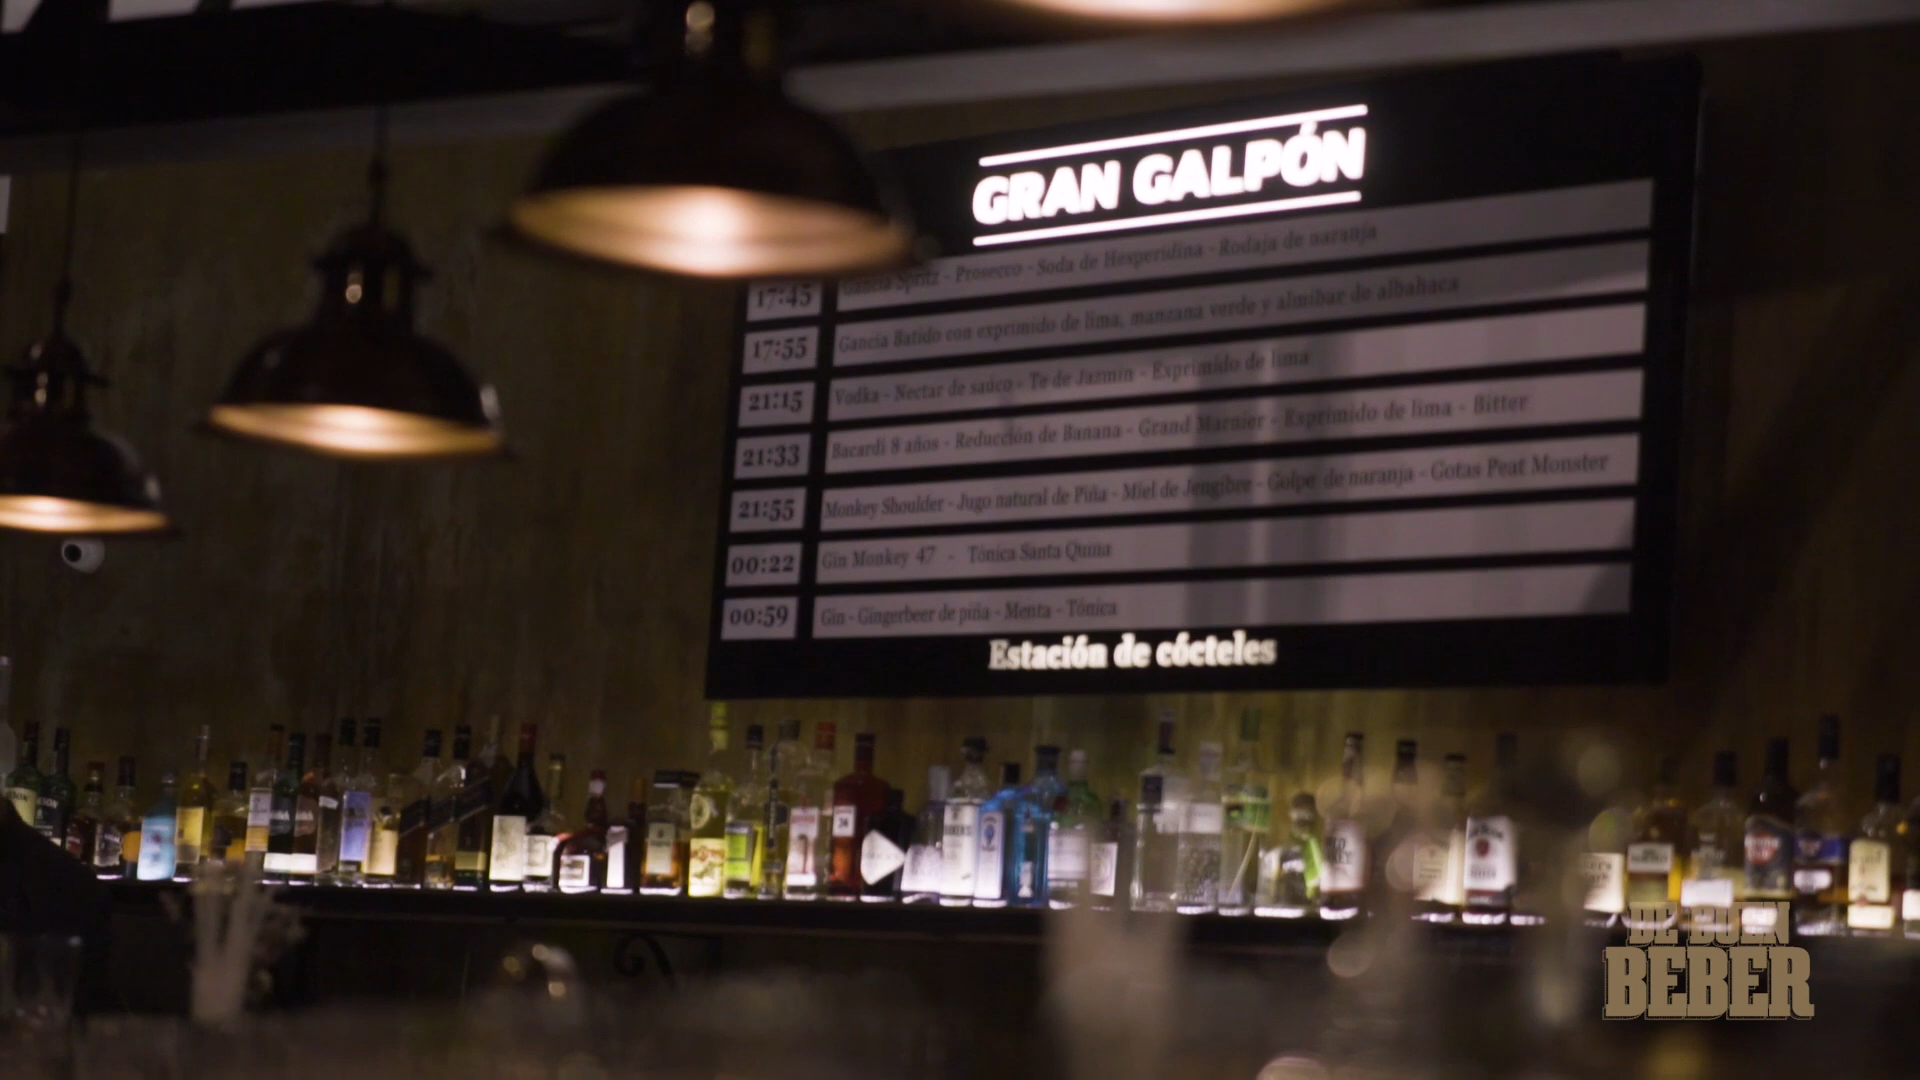 GRAN GALPÓN
17:45 Gancia Spritz - Prosecco - Soda de Hesperidina - Rodaja de naranja
17:55 Gancia Batido con exprimido de lima, manzana verde y almibar de albahaca
21:15 Vodka - Nectar de sauco - Te de Jazmin - Exprimido de lima
21:33 Bacardi 8 años - Reducción de Banana - Grand Marnier - Exprimido de lima - Bitter
21:55 Monkey Shoulder - Jugo natural de Piña - Miel de Jengibre - Golpe de naranja - Gotas Peat Monster
00:22 Gin Monkey 47 - Tónica Santa Quina
00:59 Gin - Gingerbeer de piña - Menta - Tónica
Estación de cócteles
DE BUEN
BEBER